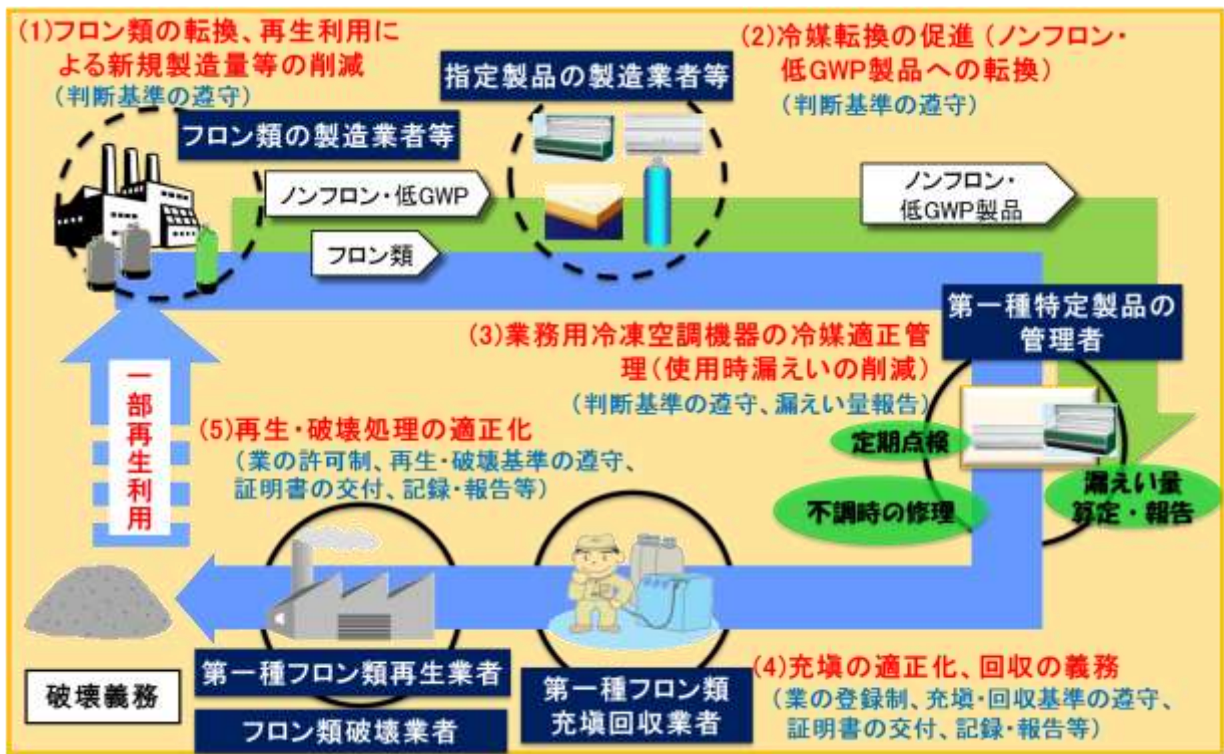 (1)フロン類の転換、再生利用に
よる新規製造量等の削減
(判断基準の遵守)
フロン類の製造業者等
指定製品の製造業者等
(2)冷媒転換の促進(ノンフロン・
低GWP製品への転換)
(判断基準の遵守)
ノンフロン・低GWP
フロン類
ノンフロン・
低GWP製品
第一種特定製品の
管理者
(3)業務用冷凍空調機器の冷媒適正管
理(使用時漏えいの削減)
(判断基準の遵守、漏えい量報告)
定期点検
不調時の修理
漏えい量
算定・報告
一部再生利用
(5)再生・破壊処理の適正化
(業の許可制、再生・破壊基準の遵守、
証明書の交付、記録・報告等)
破壊義務
第一種フロン類再生業者
フロン類破壊業者
第一種フロン類
充塡回収業者
(4)充塡の適正化、回収の義務
(業の登録制、充塡・回収基準の遵守、
証明書の交付、記録・報告等)